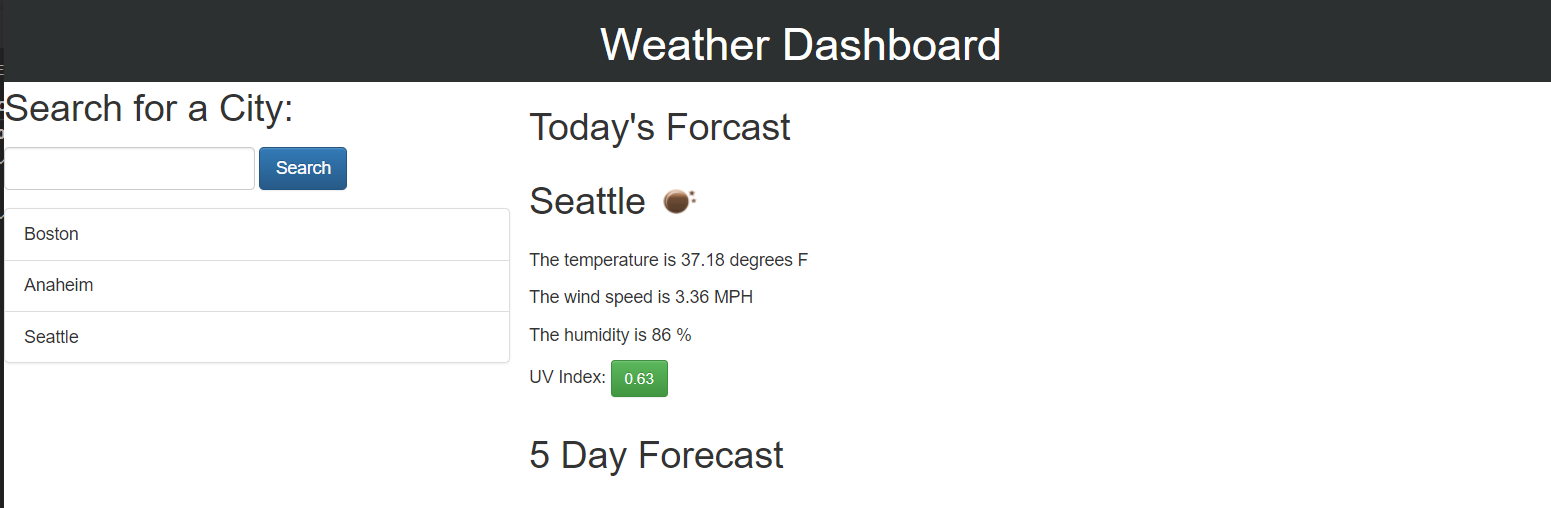 Weather Dashboard
Search for a City:
Search
Boston
Anaheim
Seattle
Today's Forcast
Seattle
The temperature is 37.18 degrees F
The wind speed is 3.36 MPH
The humidity is 86 %
UV Index: 0.63
5 Day Forecast